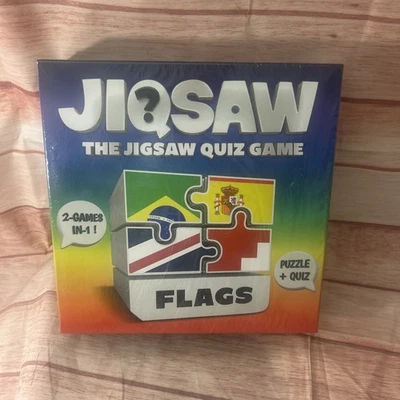 JIQSAW
THE JIGSAW QUIZ GAME
2-GAMES
IN-1!
PUZZLE
+ QUIZ
FLAGS